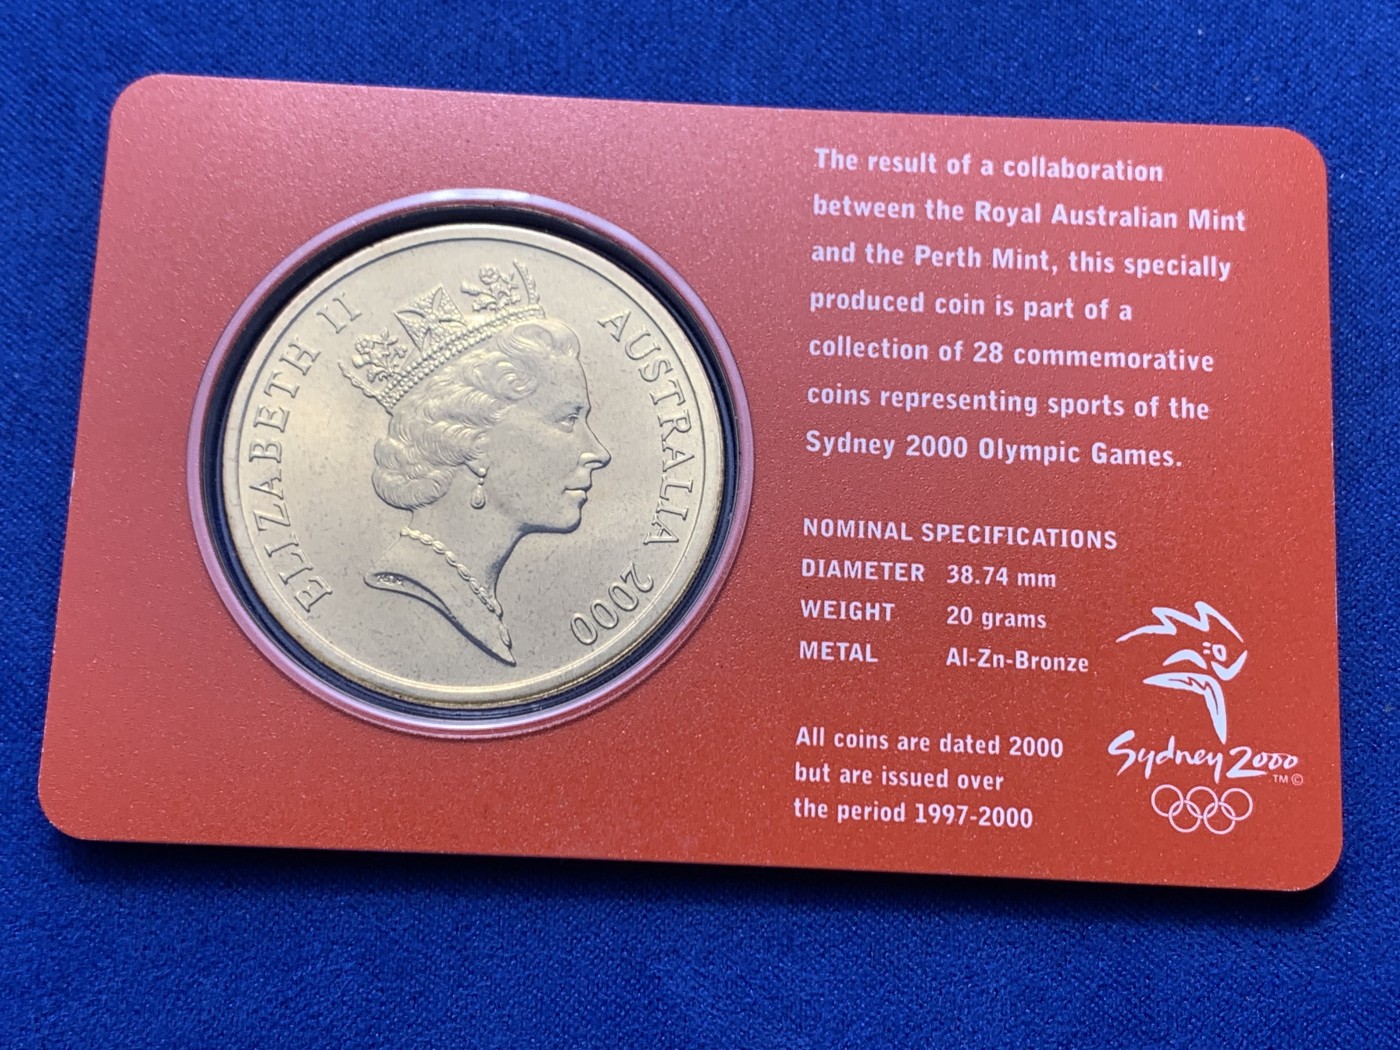 ELIZABETH II
AUSTRALIA 2000
The result of a collaboration
between the Royal Australian Mint
and the Perth Mint, this specially
produced coin is part of a
collection of 28 commemorative
coins representing sports of the
Sydney 2000 Olympic Games.
NOMINAL SPECIFICATIONS
DIAMETER 38.74 mm
WEIGHT 20 grams
METAL Al-Zn-Bronze
All coins are dated 2000
but are issued over
the period 1997-2000
Sydney 2000
TM ©